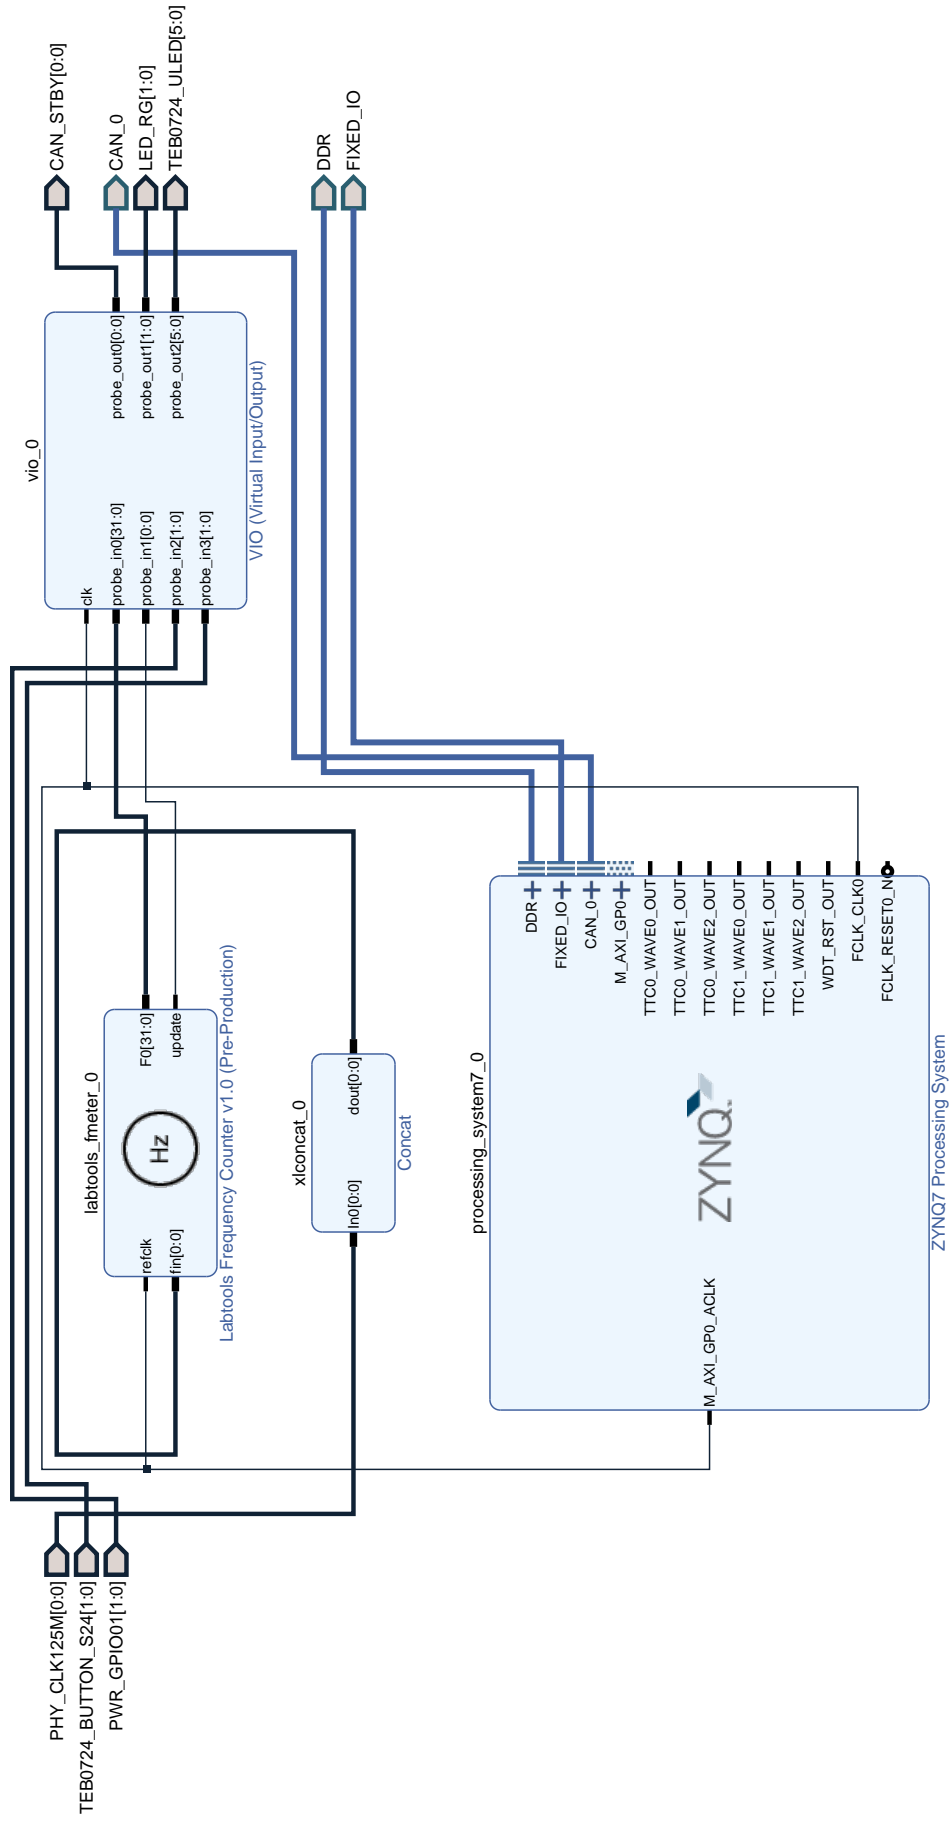 PHY_CLK125M[0:0]
TEB0724_BUTTON_S24[1:0]
PWR_GPIO01[1:0]
labtools_fmeter_0
refclk
fin[0:0]
Hz
F0[31:0]
update
Labtools Frequency Counter v1.0 (Pre-Production)
xlconcat_0
In0[0:0]
dout[0:0]
Concat
processing_system7_0
M_AXI_GP0_ACLK
ZYNQ
DDR
FIXED_IO
CAN_0
M_AXI_GP0
TTC0_WAVE0_OUT
TTC0_WAVE1_OUT
TTC0_WAVE2_OUT
TTC1_WAVE0_OUT
TTC1_WAVE1_OUT
TTC1_WAVE2_OUT
WDT_RST_OUT
FCLK_CLK0
FCLK_RESET0_N
ZYNQ7 Processing System
vio_0
clk
probe_in0[31:0]
probe_in1[0:0]
probe_in2[1:0]
probe_in3[1:0]
probe_out0[0:0]
probe_out1[1:0]
probe_out2[5:0]
VIO (Virtual Input/Output)
CAN_STBY[0:0]
CAN_0
LED_RG[1:0]
TEB0724_ULED[5:0]
DDR
FIXED_IO